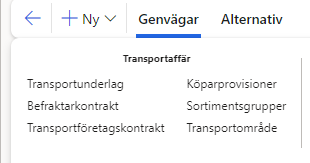 Ny Genvägar Alternativ
Transportaffär
Transportunderlag Köparprovisioner
Befraktarkontrakt Sortimentsgrupper
Transportföretagskontrakt Transportområde